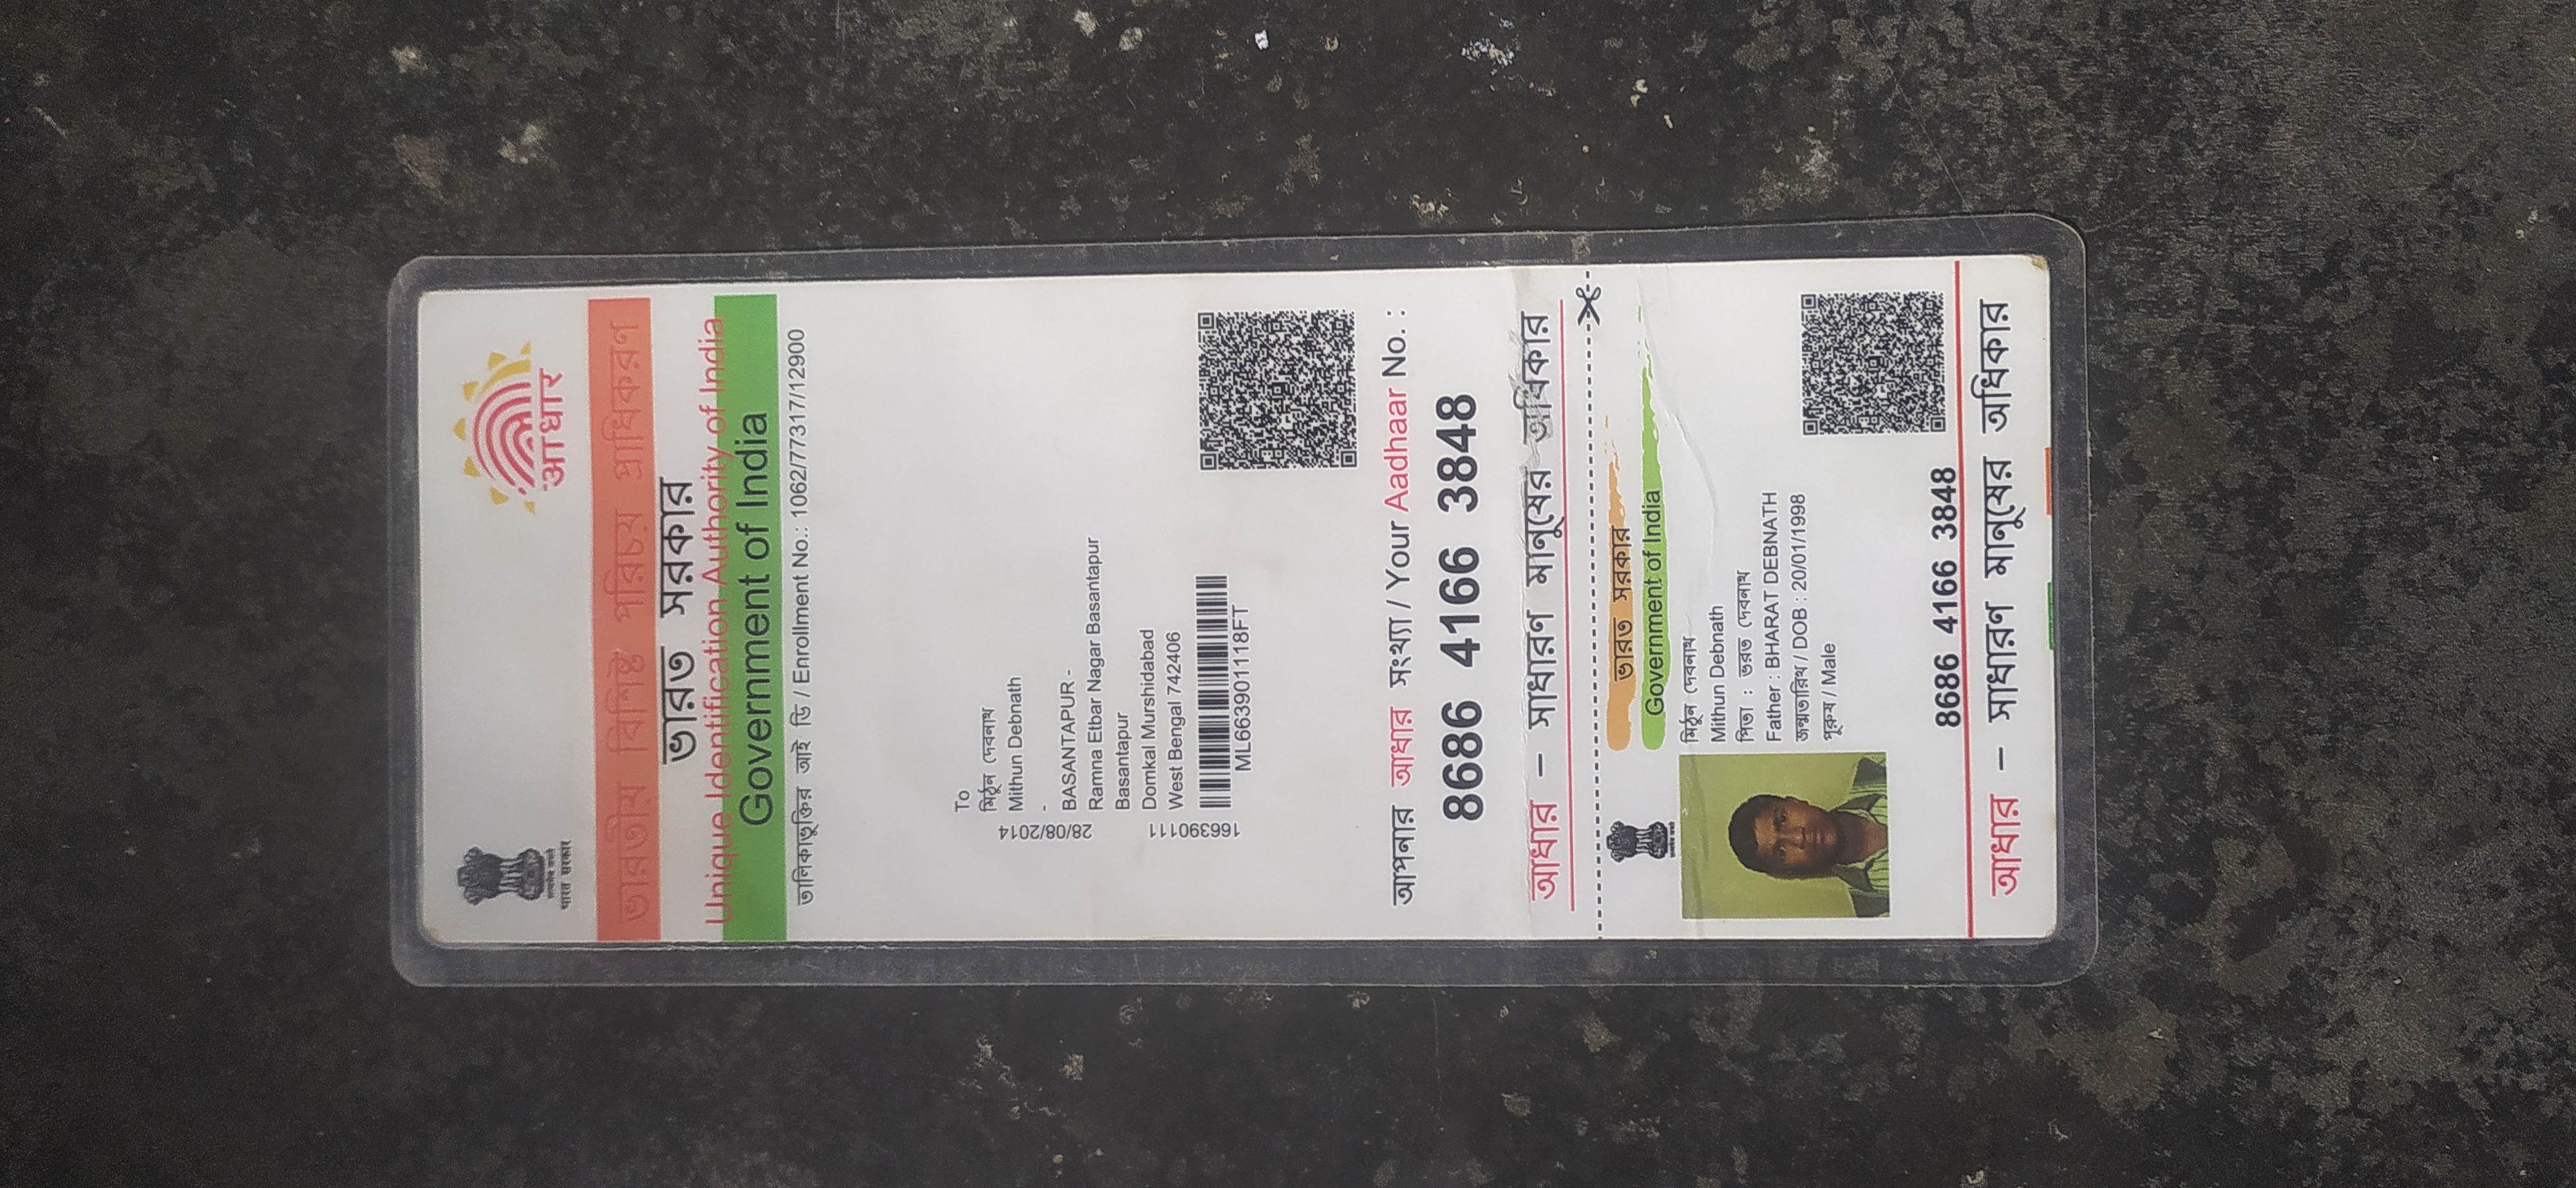 सत्यमेव जयते
भारत सरकार
आधार
ভারতীয় বিশিষ্ট পরিচয় প্রাধিকরণ
ভারত সরকার
Unique Identification Authority of India
Government of India
তালিকাভুক্তির আই ডি / Enrollment No.: 1062/77317/12900
To
মিঠুন দেবনাথ
Mithun Debnath
-
BASANTAPUR -
Ramna Etbar Nagar Basantapur
Basantapur
Domkal Murshidabad
West Bengal 742406
28/08/2014
166390111
ML663901118FT
আপনার আধার সংখ্যা / Your Aadhaar No. :
8686 4166 3848
আধার – সাধারণ মানুষের অধিকার
सत्यमेव जयते
ভারত সরকার
Government of India
মিঠুন দেবনাথ
Mithun Debnath
পিতা : ভরত দেবনাথ
Father : BHARAT DEBNATH
জন্মতারিখ / DOB : 20/01/1998
পুরুষ / Male
8686 4166 3848
আধার – সাধারণ মানুষের অধিকার